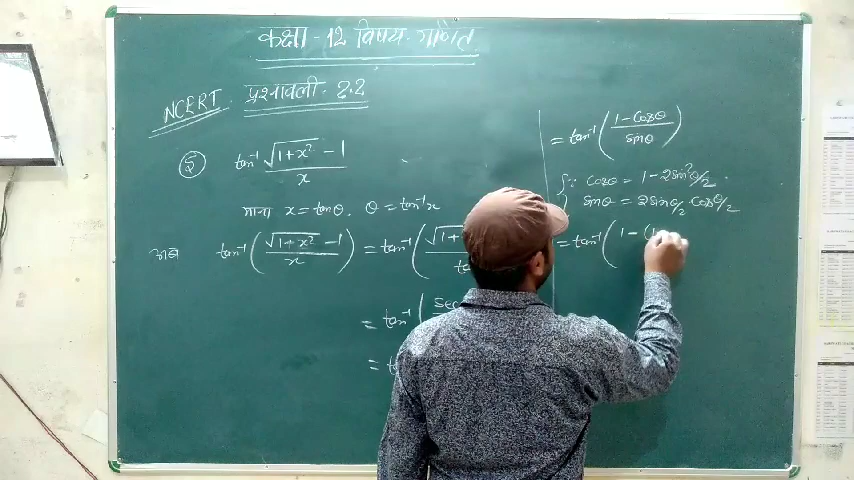 कक्षा - 12 विषय - गणित
NCERT प्रश्नावली - 2.2
⑤ tan⁻¹ (√(1+x²) - 1)/x
माना x = tanθ, θ = tan⁻¹x
अब tan⁻¹((√(1+x²) - 1)/x) = tan⁻¹(√1+
= tan⁻¹(sec
=
= tan⁻¹((1 - cosθ)/sinθ)
{∵ cosθ = 1 - 2sin²θ/2
sinθ = 2sinθ/2 cosθ/2
= tan⁻¹(1 - (1